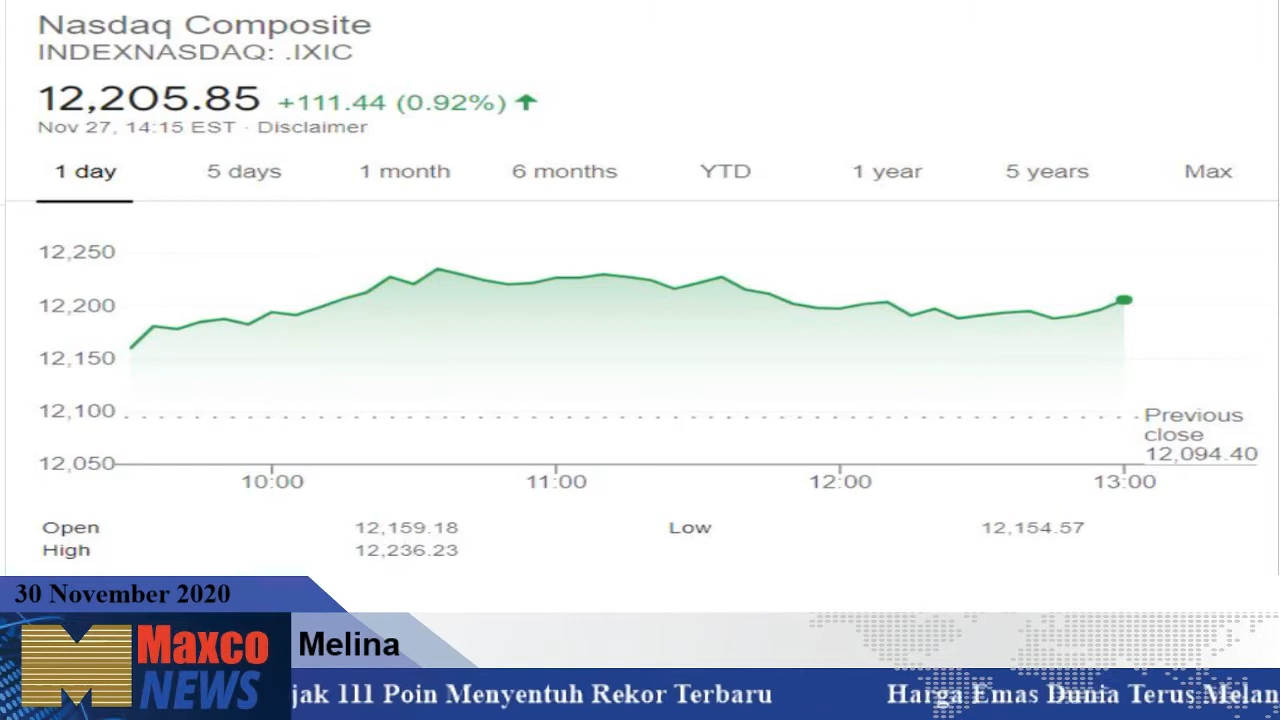 Nasdaq Composite
INDEXNASDAQ: .IXIC
12,205.85 +111.44 (0.92%)
Nov 27, 14:15 EST · Disclaimer
1 day 5 days 1 month 6 months YTD 1 year 5 years Max
12,250
12,200
12,150
12,100
12,050
Previous
close
12,094.40
10:00 11:00 12:00 13:00
Open 12,159.18 Low 12,154.57
High 12,236.23
30 November 2020
Maxco
NEWS
Melina
jak Poin Menyentuh Rekor Terbaru Harga Emas Dunia Terus Melan